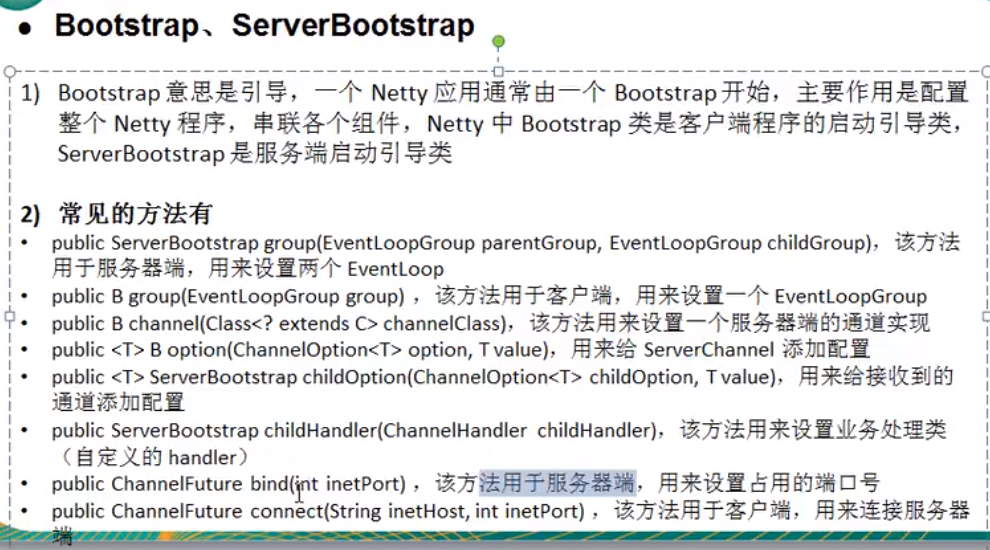 ● Bootstrap、ServerBootstrap
1) Bootstrap 意思是引导，一个 Netty 应用通常由一个 Bootstrap 开始，主要作用是配置
整个 Netty 程序，串联各个组件，Netty 中 Bootstrap 类是客户端程序的启动引导类，
ServerBootstrap 是服务端启动引导类
2) 常见的方法有
• public ServerBootstrap group(EventLoopGroup parentGroup, EventLoopGroup childGroup)，该方法
用于服务器端，用来设置两个 EventLoop
• public B group(EventLoopGroup group) ，该方法用于客户端，用来设置一个 EventLoopGroup
• public B channel(Class<? extends C> channelClass)，该方法用来设置一个服务器端的通道实现
• public <T> B option(ChannelOption<T> option, T value)，用来给 ServerChannel 添加配置
• public <T> ServerBootstrap childOption(ChannelOption<T> childOption, T value)，用来给接收到的
通道添加配置
• public ServerBootstrap childHandler(ChannelHandler childHandler)，该方法用来设置业务处理类
（自定义的 handler）
• public ChannelFuture bind(int inetPort) ，该方法用于服务器端，用来设置占用的端口号
• public ChannelFuture connect(String inetHost, int inetPort) ，该方法用于客户端，用来连接服务器
端